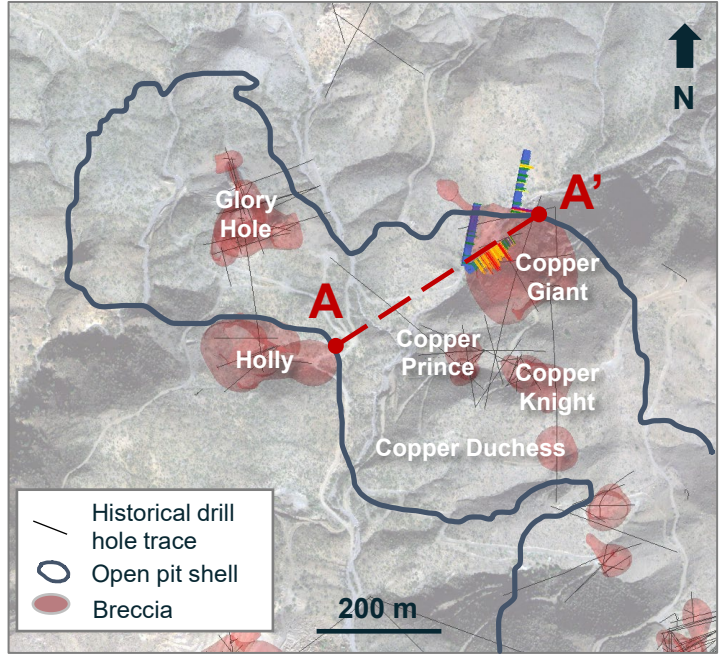 N
A’
Glory
Hole
Copper
Giant
A
Holly
Copper
Prince
Copper
Knight
Copper Duchess
Historical drill
hole trace
Open pit shell
Breccia
200 m